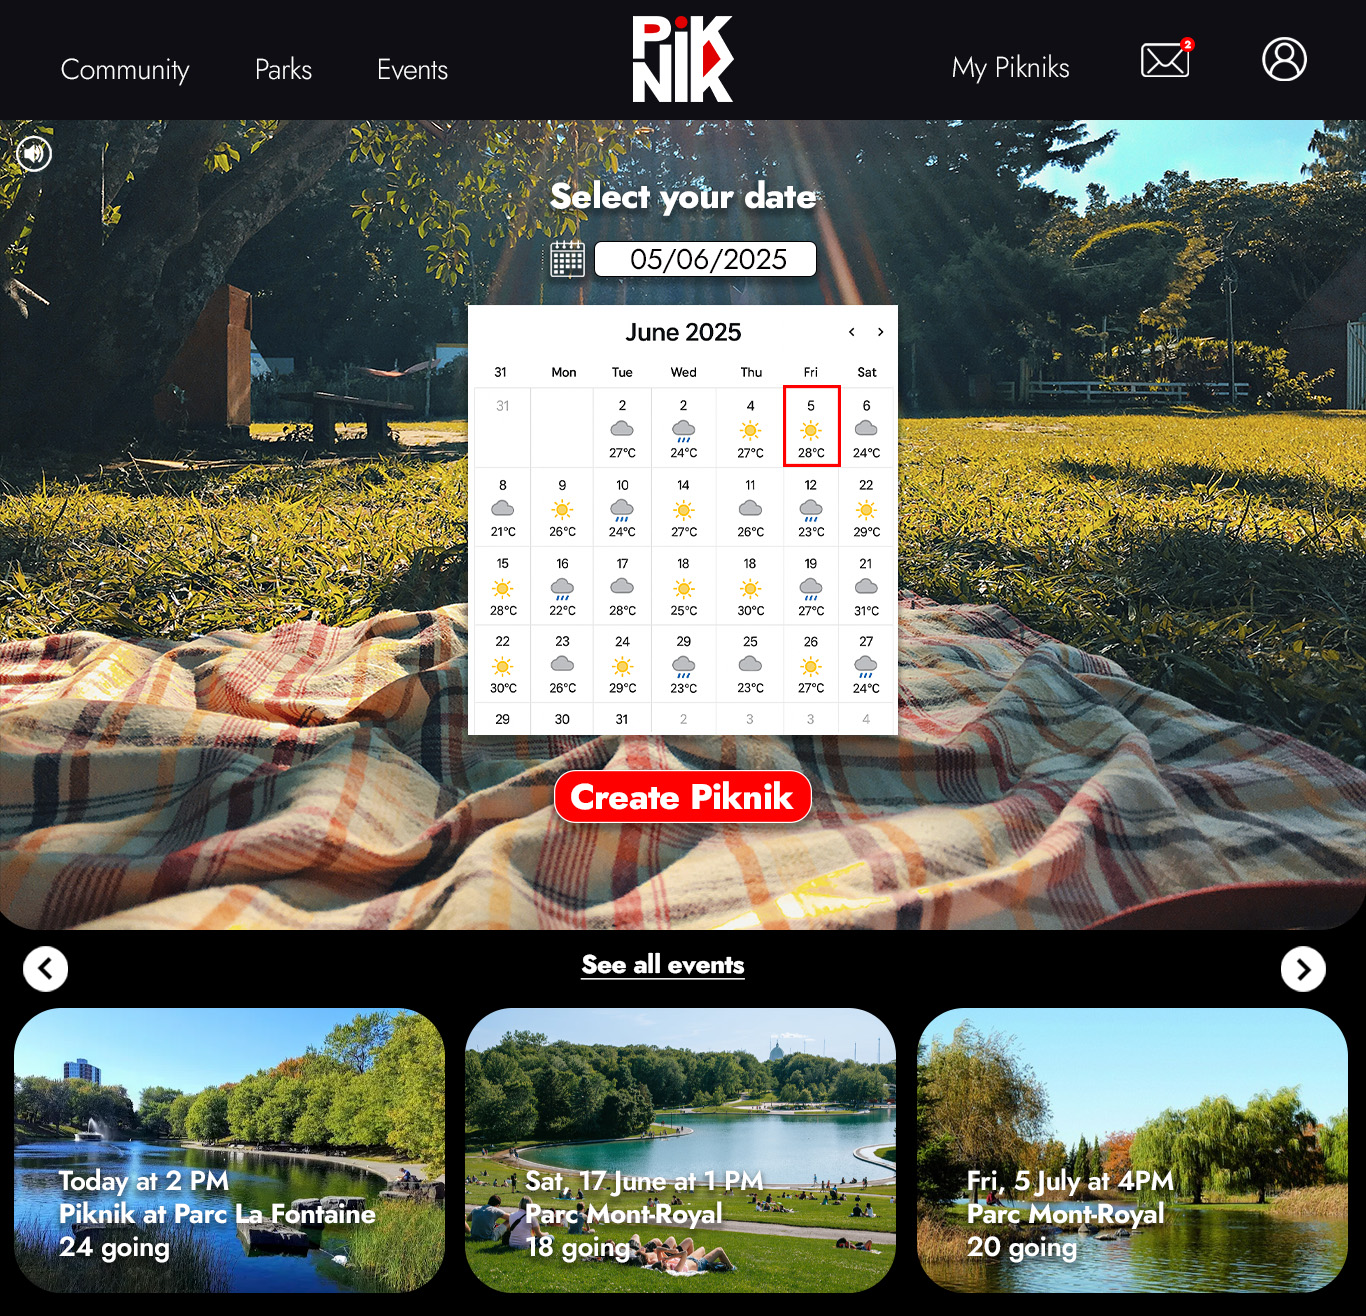 Community Parks Events
PiK
NiK
My Pikniks
2
Select your date
05/06/2025
June 2025
31 Mon Tue Wed Thu Fri Sat
31 2 2 4 5 6
27°C 24°C 27°C 28°C 24°C
8 9 10 14 11 12 22
21°C 26°C 24°C 27°C 26°C 23°C 29°C
15 16 17 18 18 19 21
28°C 22°C 28°C 25°C 30°C 27°C 31°C
22 23 24 29 25 26 27
30°C 26°C 29°C 23°C 23°C 27°C 24°C
29 30 31 2 3 3 4
Create Piknik
See all events
Today at 2 PM
Piknik at Parc La Fontaine
24 going
Sat, 17 June at 1 PM
Parc Mont-Royal
18 going
Fri, 5 July at 4PM
Parc Mont-Royal
20 going